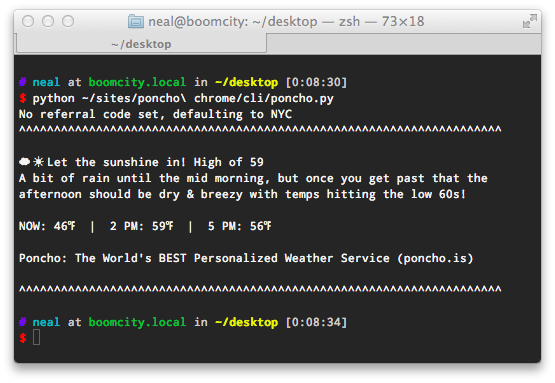 neal@boomcity: ~/desktop — zsh — 73×18
~/desktop
# neal at boomcity.local in ~/desktop [0:08:30]
$ python ~/sites/poncho\ chrome/cli/poncho.py
No referral code set, defaulting to NYC
^^^^^^^^^^^^^^^^^^^^^^^^^^^^^^^^^^^^^^^^^^^^^^^^^^^^^^^^^^^^^^^^^^^^^
☁☀Let the sunshine in! High of 59
A bit of rain until the mid morning, but once you get past that the
afternoon should be dry & breezy with temps hitting the low 60s!
NOW: 46℉ | 2 PM: 59℉ | 5 PM: 56℉
Poncho: The World's BEST Personalized Weather Service (poncho.is)
^^^^^^^^^^^^^^^^^^^^^^^^^^^^^^^^^^^^^^^^^^^^^^^^^^^^^^^^^^^^^^^^^^^^^
# neal at boomcity.local in ~/desktop [0:08:34]
$